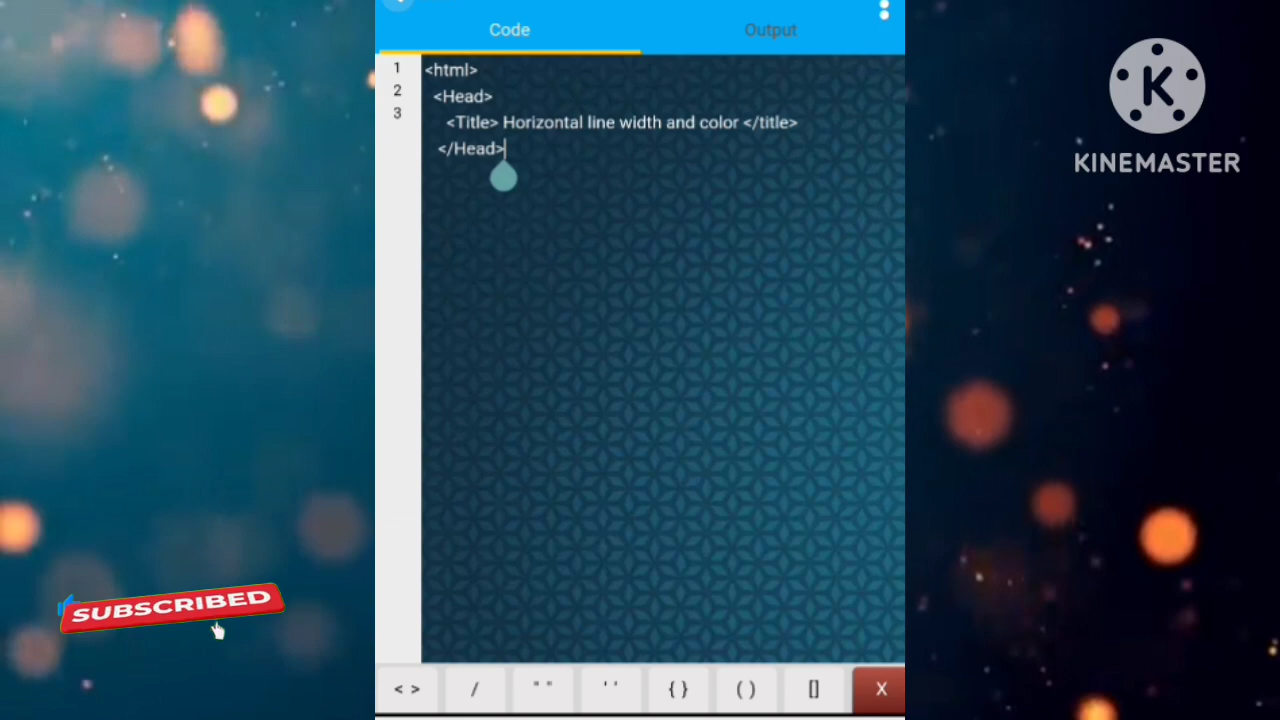 Code
Output
1
2
3
<html>
<Head>
<Title> Horizontal line width and color </title>
</Head>
K
KINEMASTER
SUBSCRIBED
< >
/
" "
' '
{ }
( )
[]
X